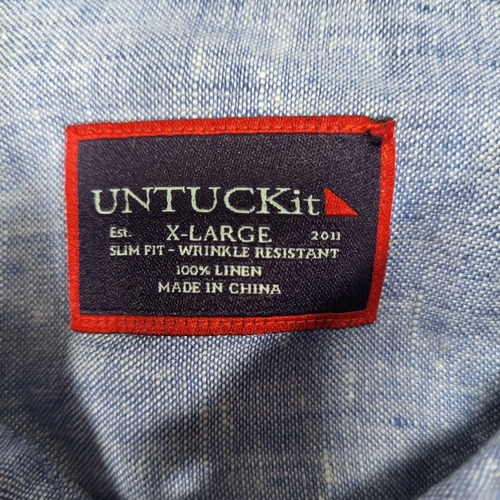 UNTUCKit
Est. X-LARGE 2011
SLIM FIT - WRINKLE RESISTANT
100% LINEN
MADE IN CHINA